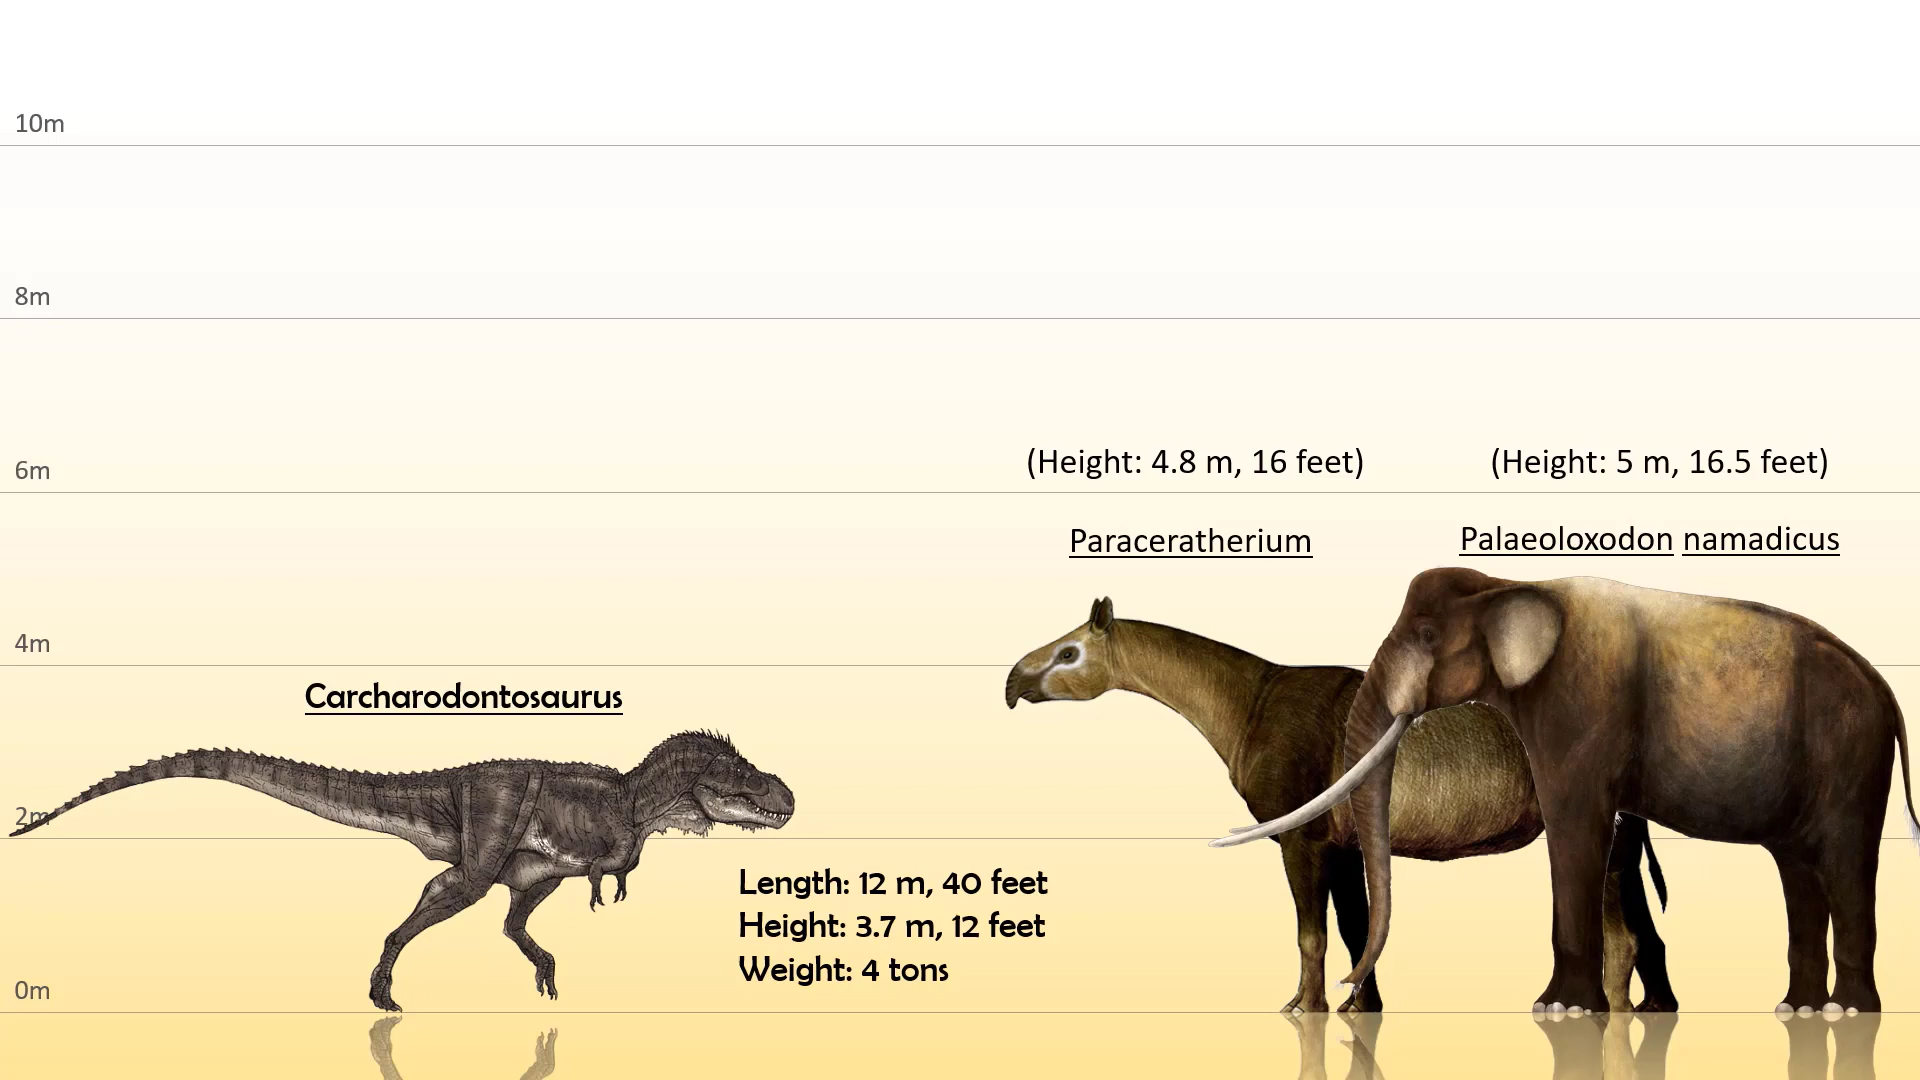 10m
8m
6m
(Height: 4.8 m, 16 feet)
(Height: 5 m, 16.5 feet)
Paraceratherium
Palaeoloxodon namadicus
4m
Carcharodontosaurus
2m
Length: 12 m, 40 feet
Height: 3.7 m, 12 feet
Weight: 4 tons
0m